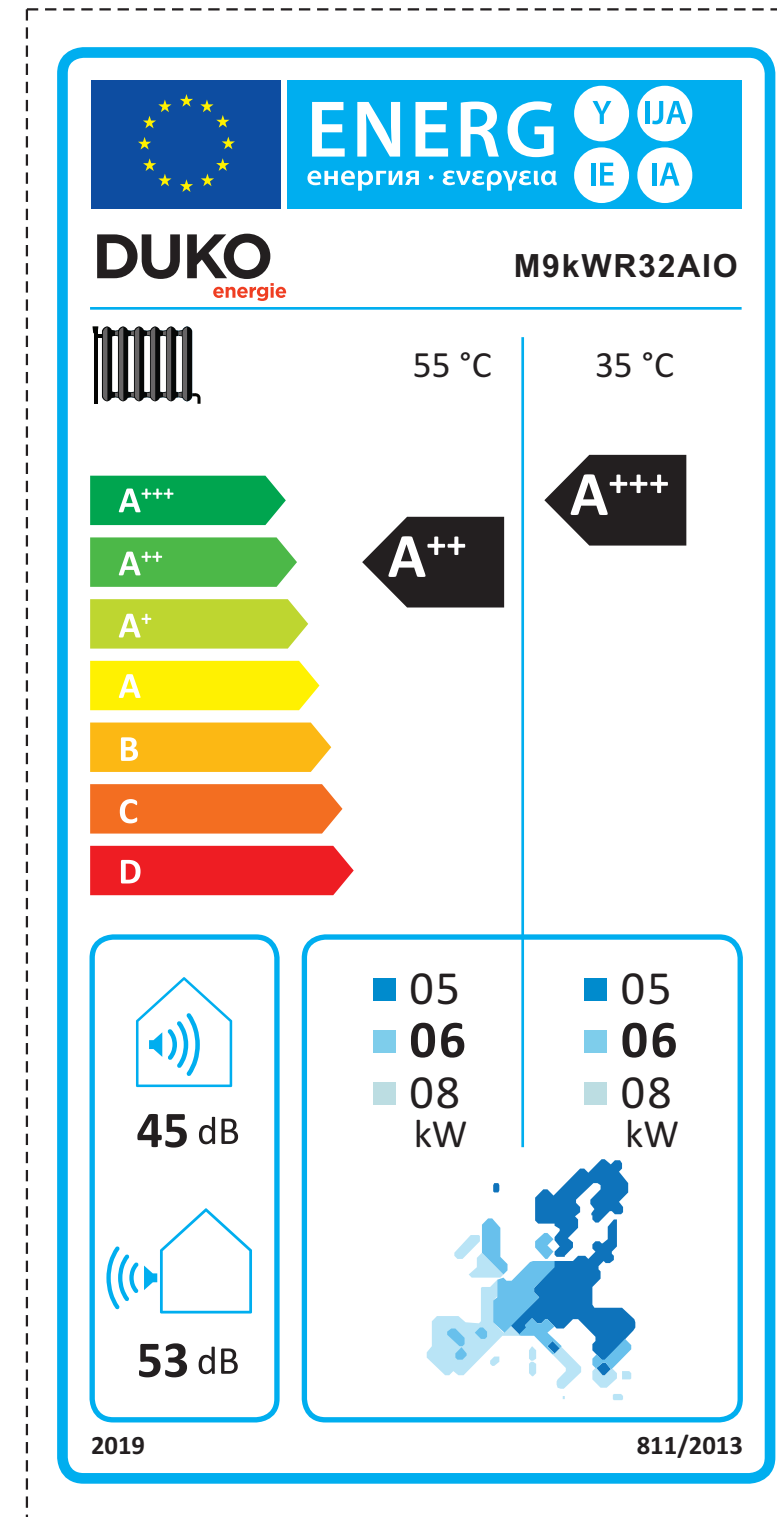 ENERG Y IJA
енергия · ενεργεια IE IA
DUKO
energie
M9kWR32AIO
55 °C 35 °C
A+++
A+++
A++
A++
A+
A
B
C
D
05 05
06 06
08 08
kW kW
45 dB
53 dB
2019 811/2013